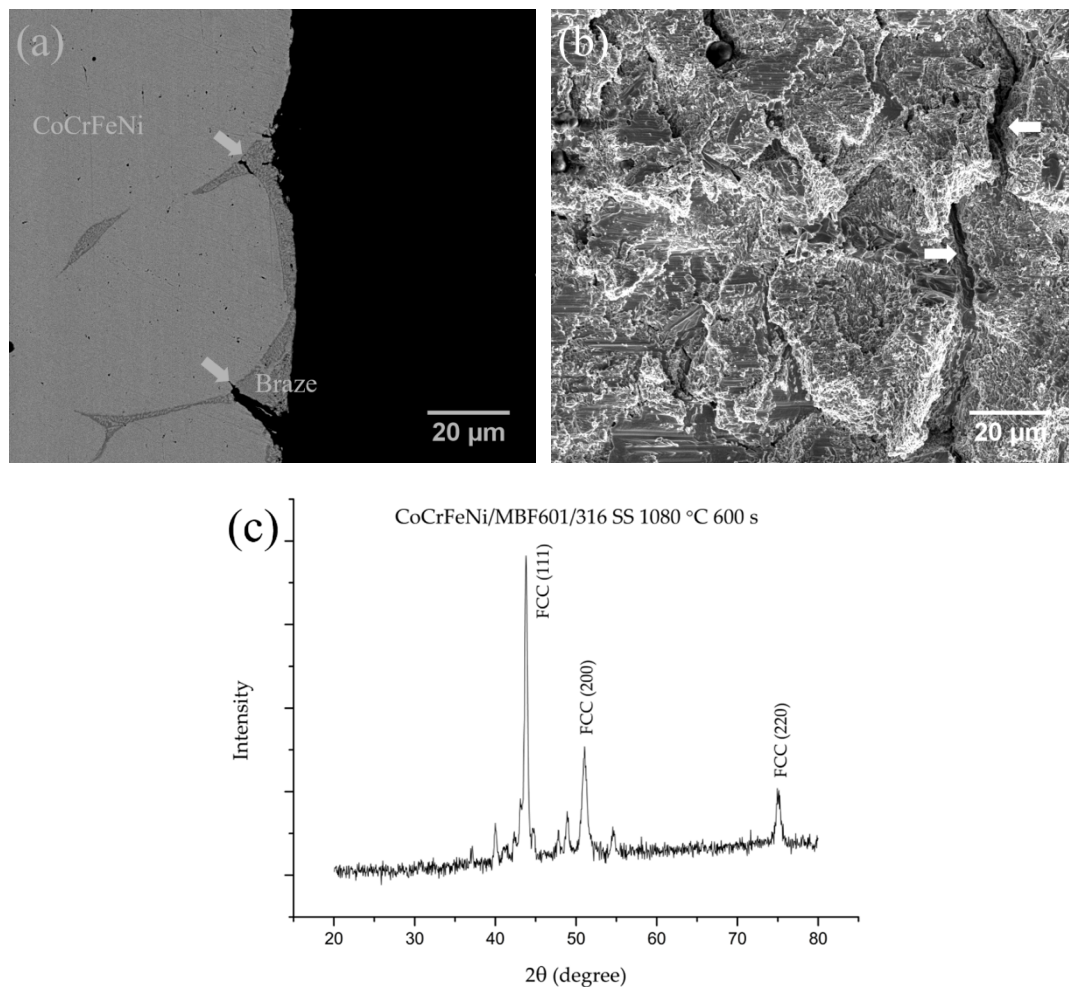 (a)
CoCrFeNi
Braze
20 µm
(b)
20 µm
(c)
CoCrFeNi/MBF601/316 SS 1080 °C 600 s
FCC (111)
FCC (200)
FCC (220)
Intensity
20 30 40 50 60 70 80
2θ (degree)